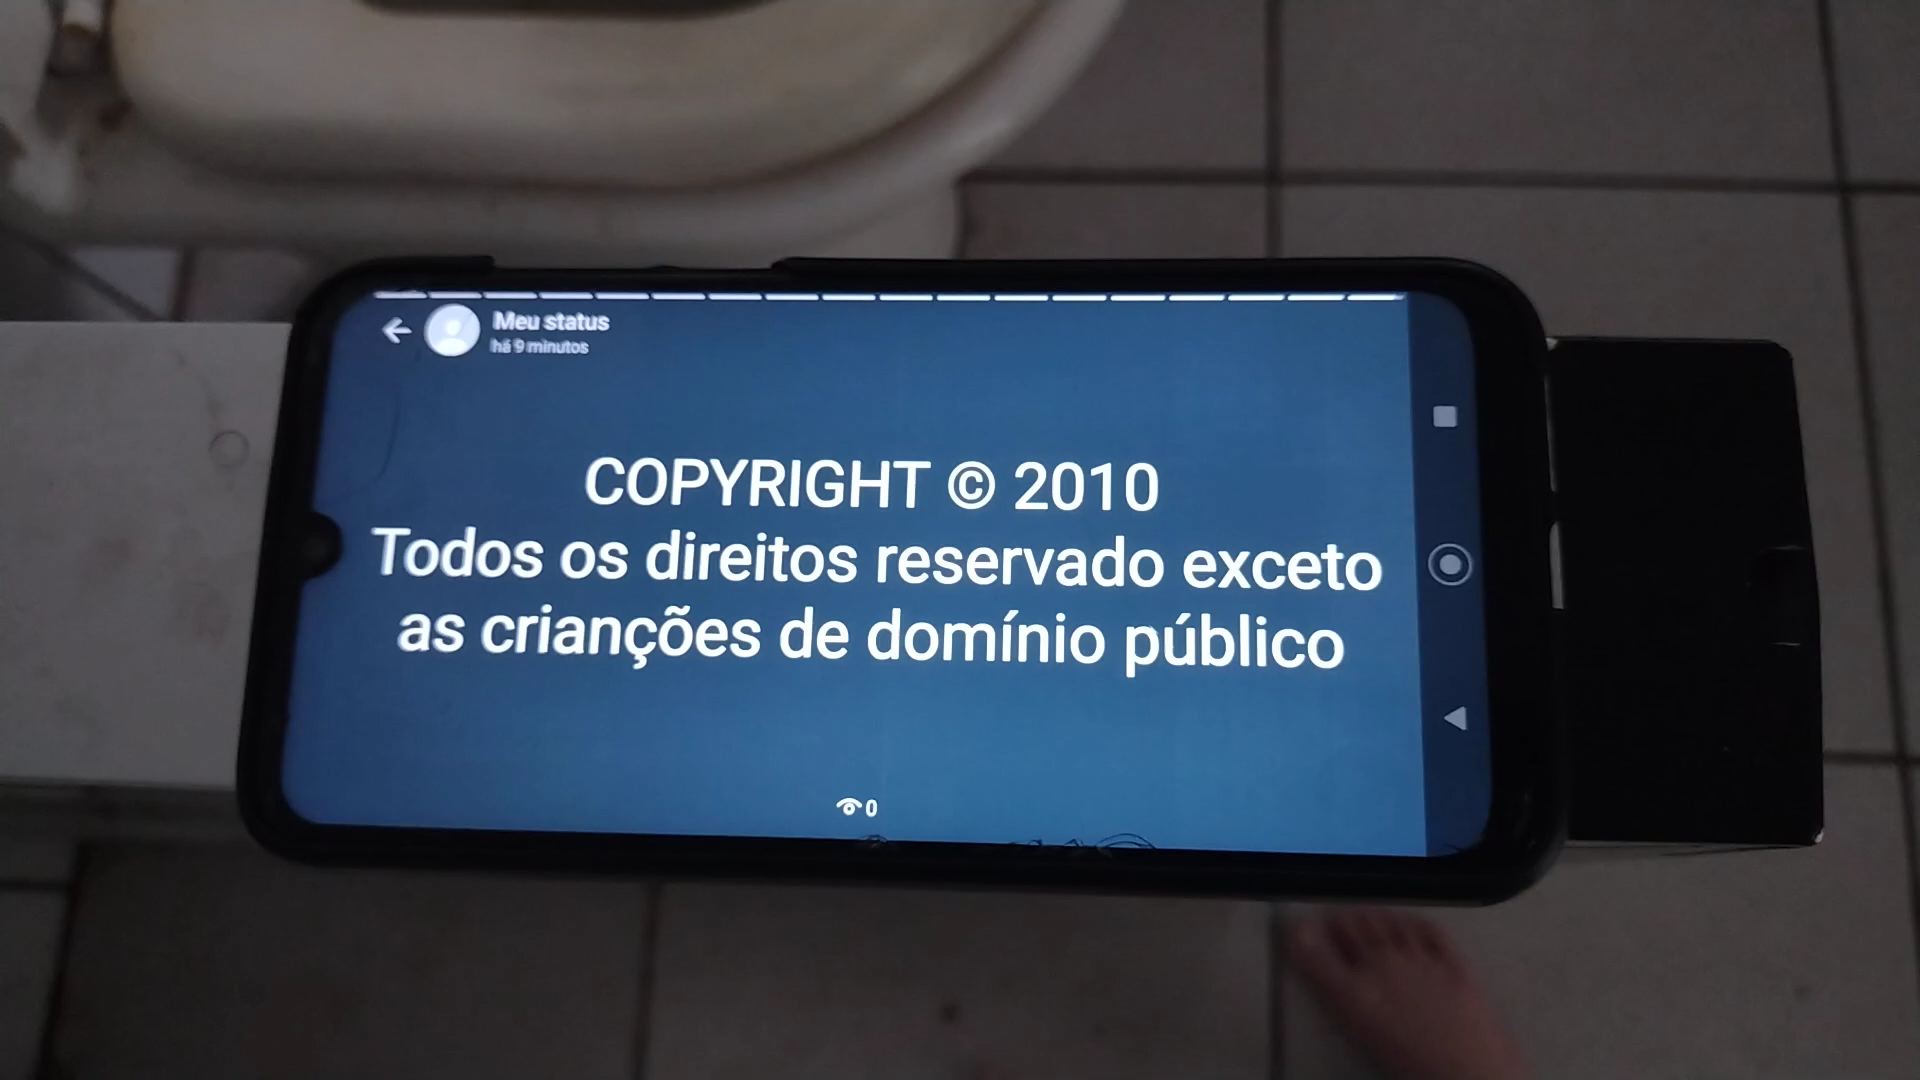 Meu status
há 9 minutos
COPYRIGHT © 2010
Todos os direitos reservado exceto
as crianções de domínio público
0